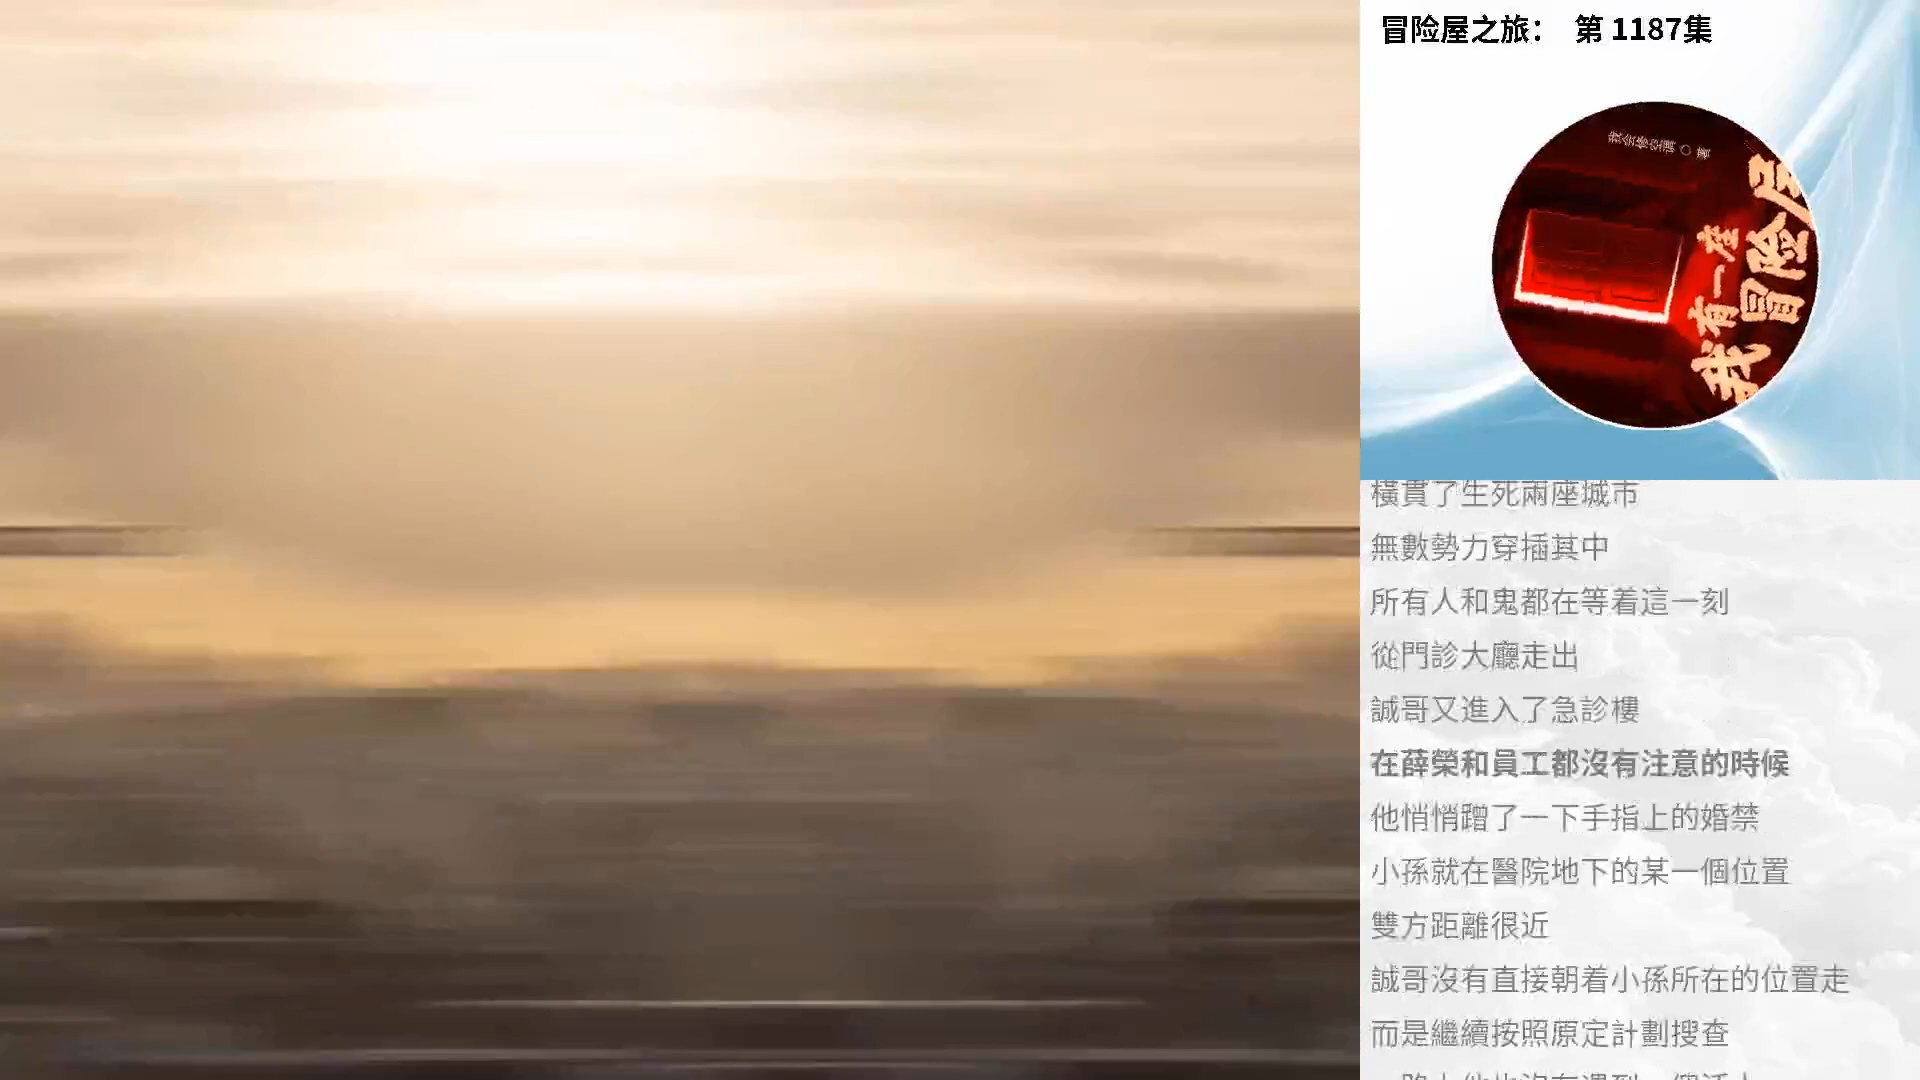 冒险屋之旅： 第 1187集
我会修空调 著
我有一座
冒险屋
橫貫了生死兩座城市
無數勢力穿插其中
所有人和鬼都在等着這一刻
從門診大廳走出
誠哥又進入了急診樓
在薛榮和員工都沒有注意的時候
他悄悄蹭了一下手指上的婚禁
小孫就在醫院地下的某一個位置
雙方距離很近
誠哥沒有直接朝着小孫所在的位置走
而是繼續按照原定計劃搜查